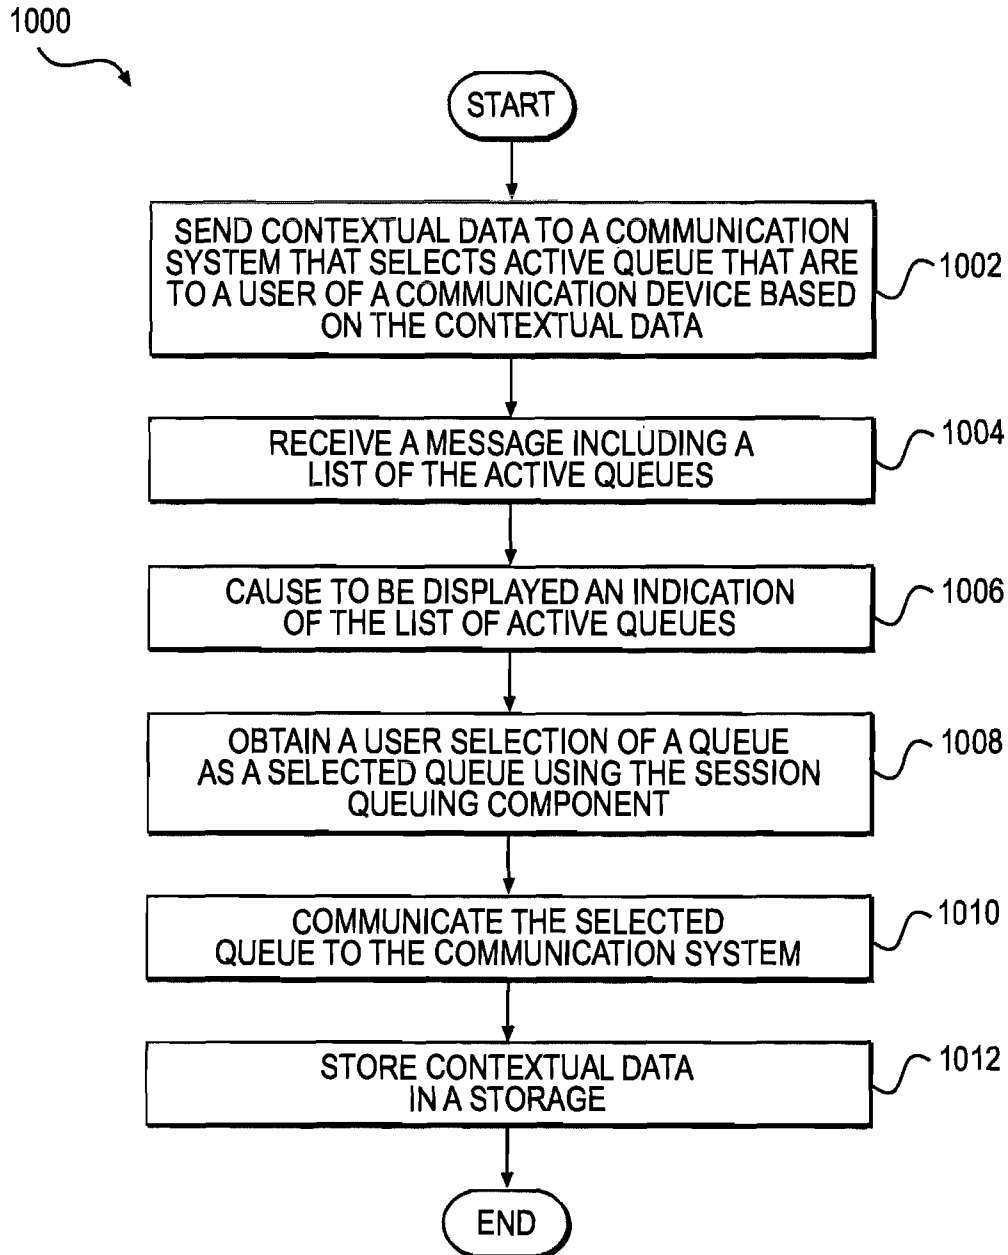 1000
START
SEND CONTEXTUAL DATA TO A COMMUNICATION
SYSTEM THAT SELECTS ACTIVE QUEUE THAT ARE
TO A USER OF A COMMUNICATION DEVICE BASED
ON THE CONTEXTUAL DATA
1002
RECEIVE A MESSAGE INCLUDING A
LIST OF THE ACTIVE QUEUES
1004
CAUSE TO BE DISPLAYED AN INDICATION
OF THE LIST OF ACTIVE QUEUES
1006
OBTAIN A USER SELECTION OF A QUEUE
AS A SELECTED QUEUE USING THE SESSION
QUEUING COMPONENT
1008
COMMUNICATE THE SELECTED
QUEUE TO THE COMMUNICATION SYSTEM
1010
STORE CONTEXTUAL DATA
IN A STORAGE
1012
END